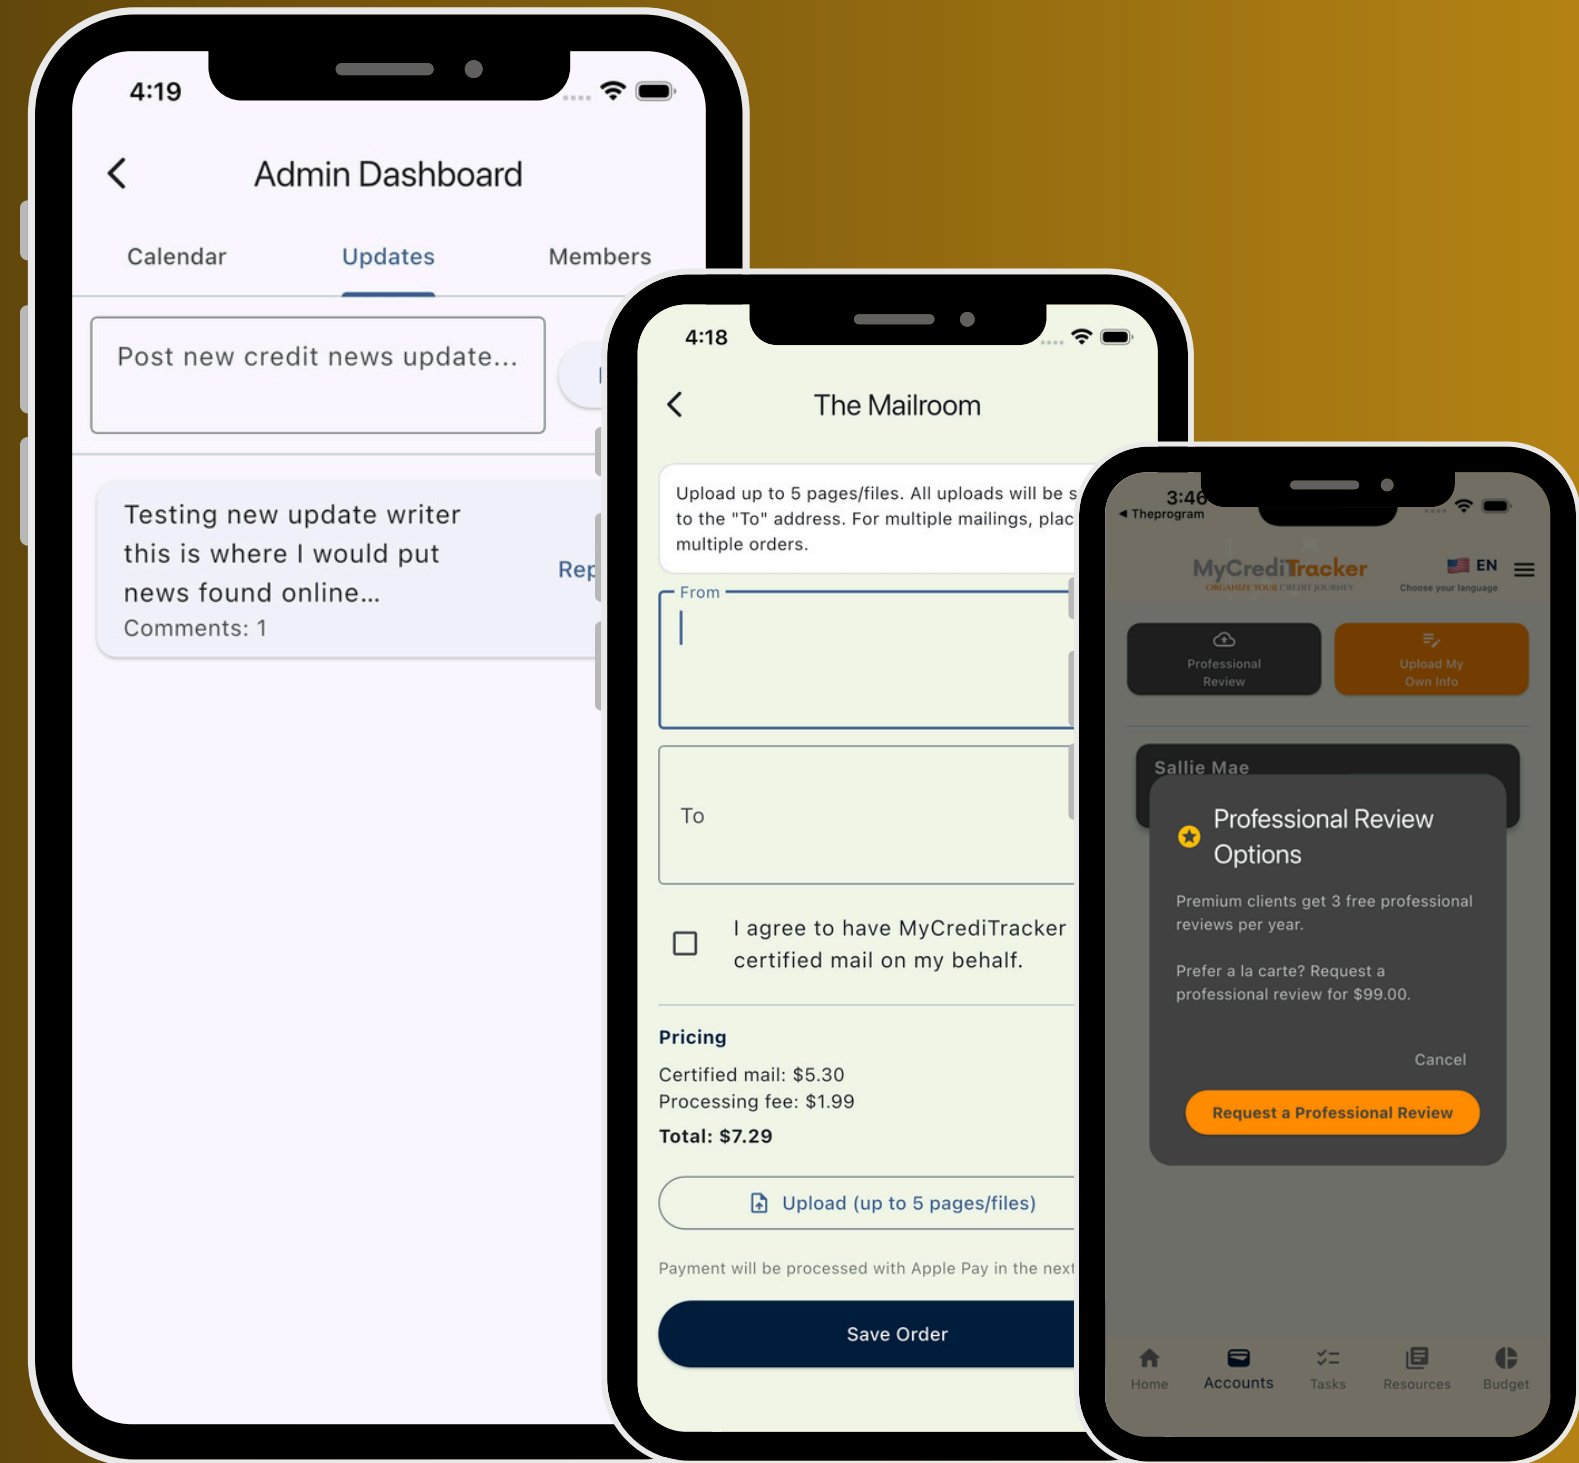 4:19
Admin Dashboard
Calendar Updates Members
Post new credit news update...
Testing new update writer
this is where I would put
news found online...
Comments: 1
4:18
The Mailroom
Upload up to 5 pages/files. All uploads will be
to the "To" address. For multiple mailings,
multiple orders.
From
To
I agree to have MyCrediTracker
certified mail on my behalf.
Pricing
Certified mail: $5.30
Processing fee: $1.99
Total: $7.29
Upload (up to 5 pages/files)
Payment will be processed with Apple Pay in the next
Save Order
3:46
Theprogram
MyCrediTracker
ORGANIZE YOUR CREDIT JOURNEY
EN
Choose your language
Professional
Review
Upload My
Own Info
Sallie Mae
Professional Review
Options
Premium clients get 3 free professional
reviews per year.
Prefer a la carte? Request a
professional review for $99.00.
Cancel
Request a Professional Review
Home Accounts Tasks Resources Budget